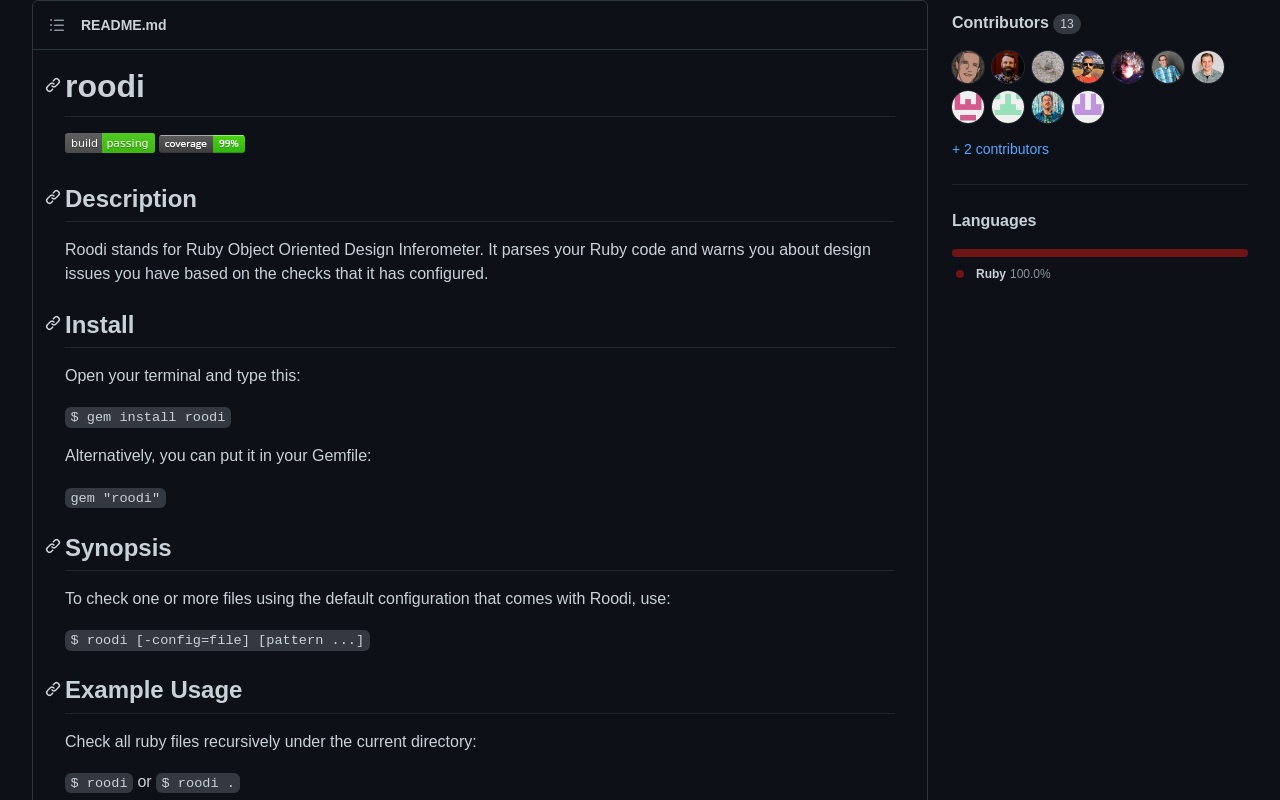 README.md
roodi
build passing coverage 99%
Description
Roodi stands for Ruby Object Oriented Design Inferometer. It parses your Ruby code and warns you about design
issues you have based on the checks that it has configured.
Install
Open your terminal and type this:
$ gem install roodi
Alternatively, you can put it in your Gemfile:
gem "roodi"
Synopsis
To check one or more files using the default configuration that comes with Roodi, use:
$ roodi [-config=file] [pattern ...]
Example Usage
Check all ruby files recursively under the current directory:
$ roodi or $ roodi .
Contributors 13
+ 2 contributors
Languages
Ruby 100.0%